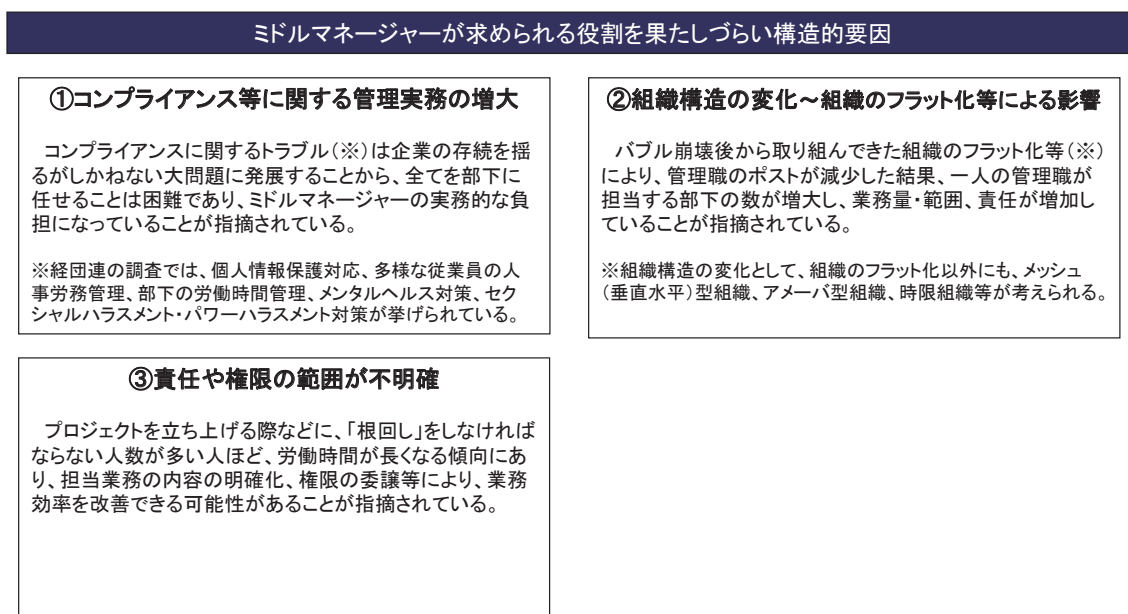 ミドルマネージャーが求められる役割を果たしづらい構造的要因
①コンプライアンス等に関する管理実務の増大
コンプライアンスに関するトラブル(※)は企業の存続を揺
るがしかねない大問題に発展することから、全てを部下に
任せることは困難であり、ミドルマネージャーの実務的な負
担になっていることが指摘されている。
※経団連の調査では、個人情報保護対応、多様な従業員の人
事労務管理、部下の労働時間管理、メンタルヘルス対策、セク
シャルハラスメント・パワーハラスメント対策が挙げられている。
②組織構造の変化~組織のフラット化等による影響
バブル崩壊後から取り組んできた組織のフラット化等(※)
により、管理職のポストが減少した結果、一人の管理職が
担当する部下の数が増大し、業務量・範囲、責任が増加し
ていることが指摘されている。
※組織構造の変化として、組織のフラット化以外にも、メッシュ
(垂直水平)型組織、アメーバ型組織、時限組織等が考えられる。
③責任や権限の範囲が不明確
プロジェクトを立ち上げる際などに、「根回し」をしなければ
ならない人数が多い人ほど、労働時間が長くなる傾向にあ
り、担当業務の内容の明確化、権限の委譲等により、業務
効率を改善できる可能性があることが指摘されている。